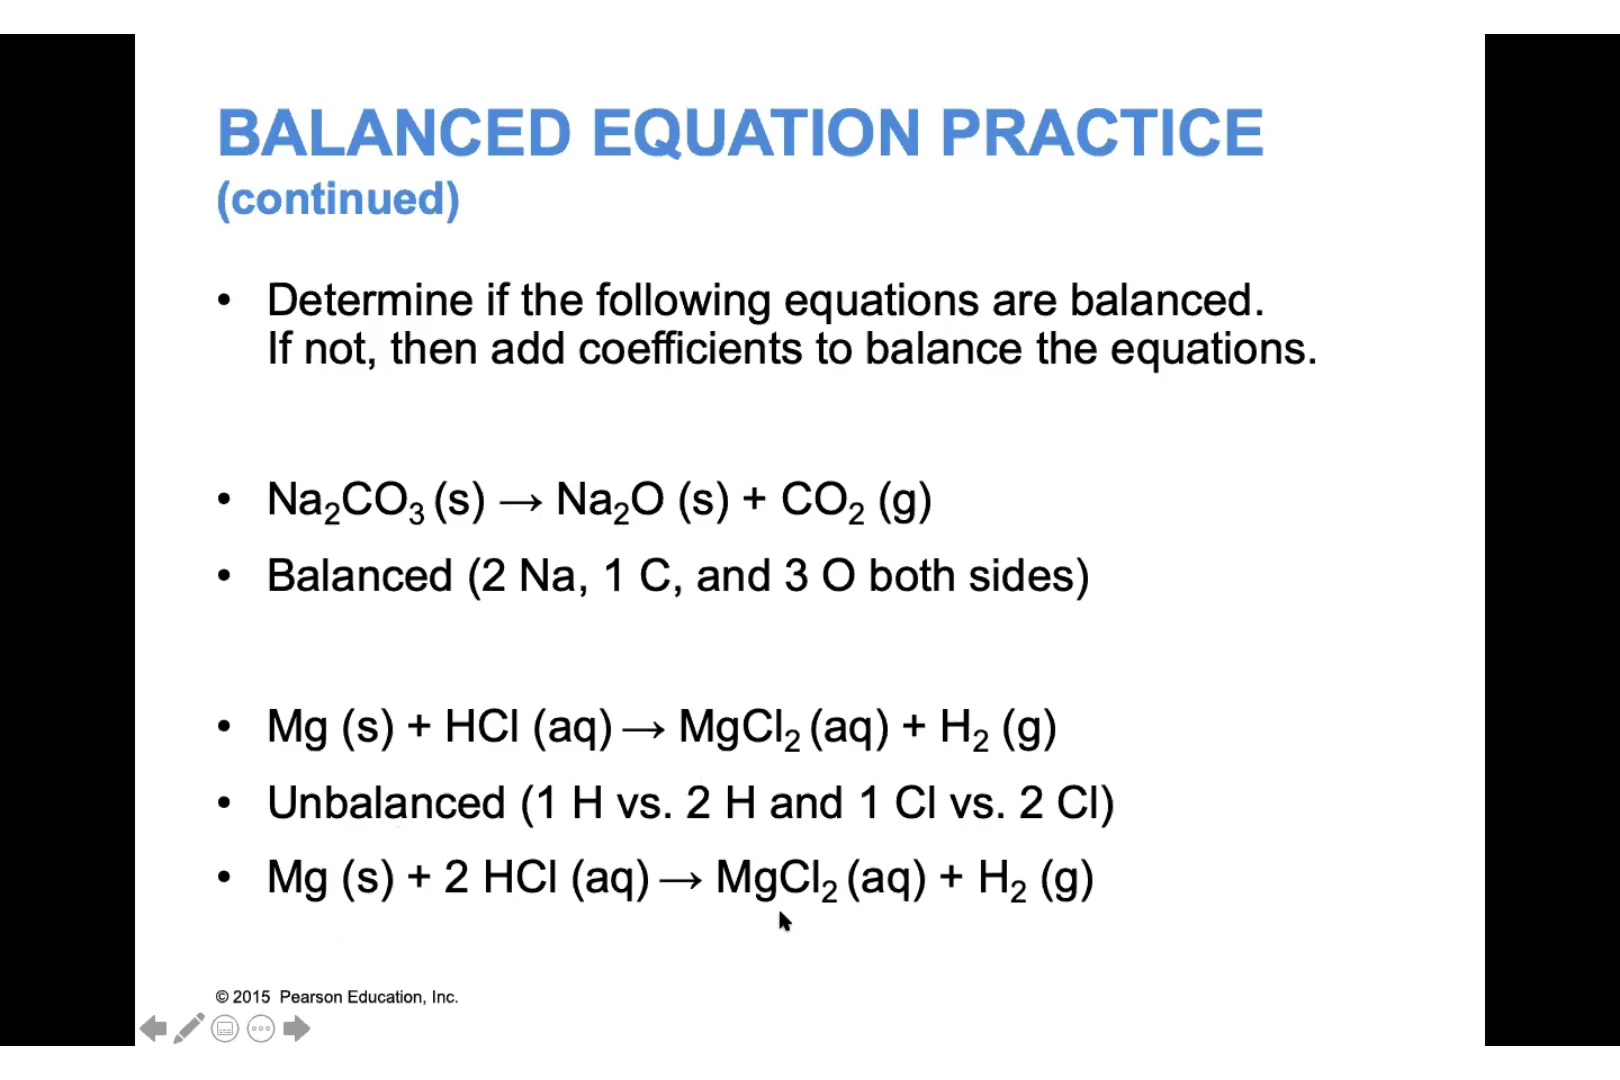 BALANCED EQUATION PRACTICE
(continued)
• Determine if the following equations are balanced.
If not, then add coefficients to balance the equations.
• Na₂CO₃ (s) → Na₂O (s) + CO₂ (g)
• Balanced (2 Na, 1 C, and 3 O both sides)
• Mg (s) + HCl (aq) → MgCl₂ (aq) + H₂ (g)
• Unbalanced (1 H vs. 2 H and 1 Cl vs. 2 Cl)
• Mg (s) + 2 HCl (aq) → MgCl₂ (aq) + H₂ (g)
© 2015 Pearson Education, Inc.